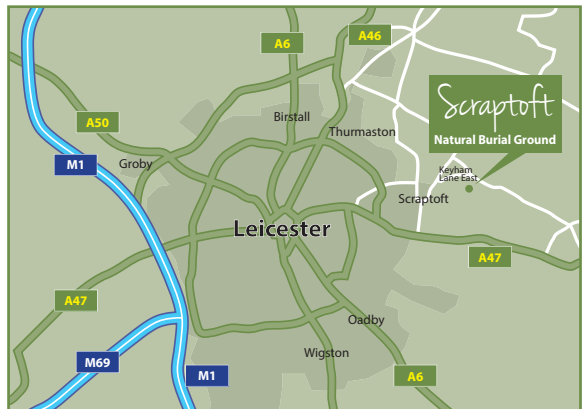 A6
A46
Scraptoft
Natural Burial Ground
A50
Birstall
Thurmaston
M1
Groby
Keyham
Lane East
Scraptoft
Leicester
A47
A47
Oadby
Wigston
M69
M1
A6